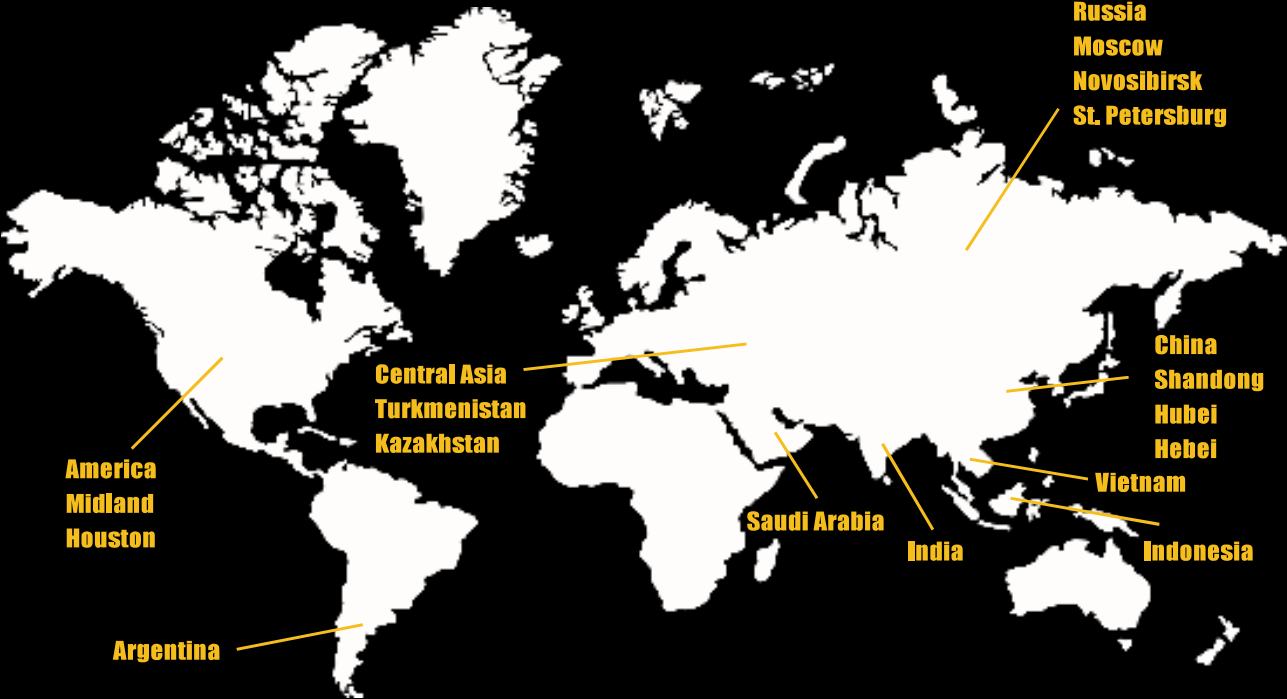 Russia
Moscow
Novosibirsk
St. Petersburg
China
Shandong
Hubei
Hebei
Central Asia
Turkmenistan
Kazakhstan
America
Midland
Houston
Vietnam
Saudi Arabia
India
Indonesia
Argentina